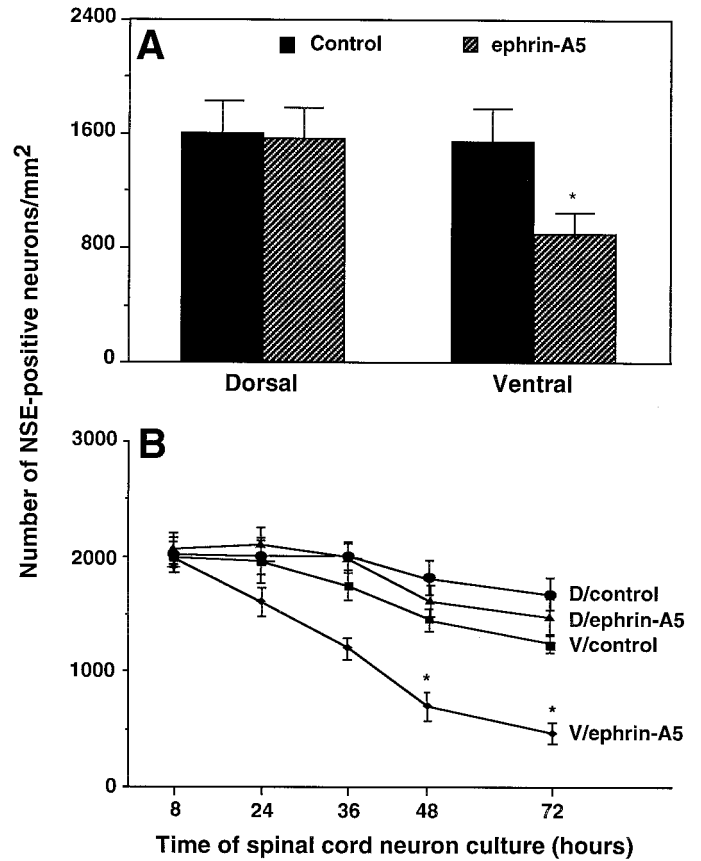 2400
A
Control
ephrin-A5
1600
*
800
0
Dorsal
Ventral
Number of NSE-positive neurons/mm2
3000
B
2000
D/control
D/ephrin-A5
V/control
1000
*
*
V/ephrin-A5
0
8
24
36
48
72
Time of spinal cord neuron culture (hours)